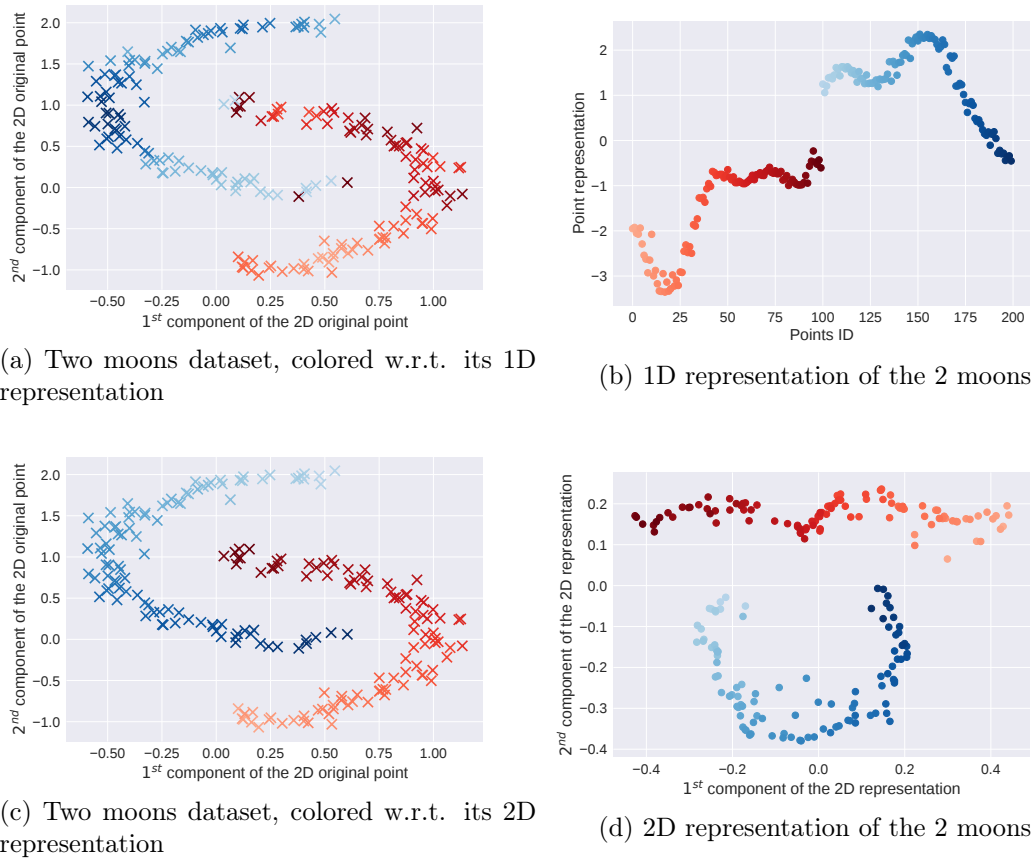 2.0
1.5
1.0
0.5
0.0
−0.5
−1.0
2nd component of the 2D original point
−0.50 −0.25 0.00 0.25 0.50 0.75 1.00
1st component of the 2D original point
(a) Two moons dataset, colored w.r.t. its 1D
representation
2
1
0
−1
−2
−3
Point representation
0 25 50 75 100 125 150 175 200
Points ID
(b) 1D representation of the 2 moons
2.0
1.5
1.0
0.5
0.0
−0.5
−1.0
2nd component of the 2D original point
−0.50 −0.25 0.00 0.25 0.50 0.75 1.00
1st component of the 2D original point
(c) Two moons dataset, colored w.r.t. its 2D
representation
0.2
0.1
0.0
−0.1
−0.2
−0.3
−0.4
2nd component of the 2D representation
−0.4 −0.2 0.0 0.2 0.4
1st component of the 2D representation
(d) 2D representation of the 2 moons